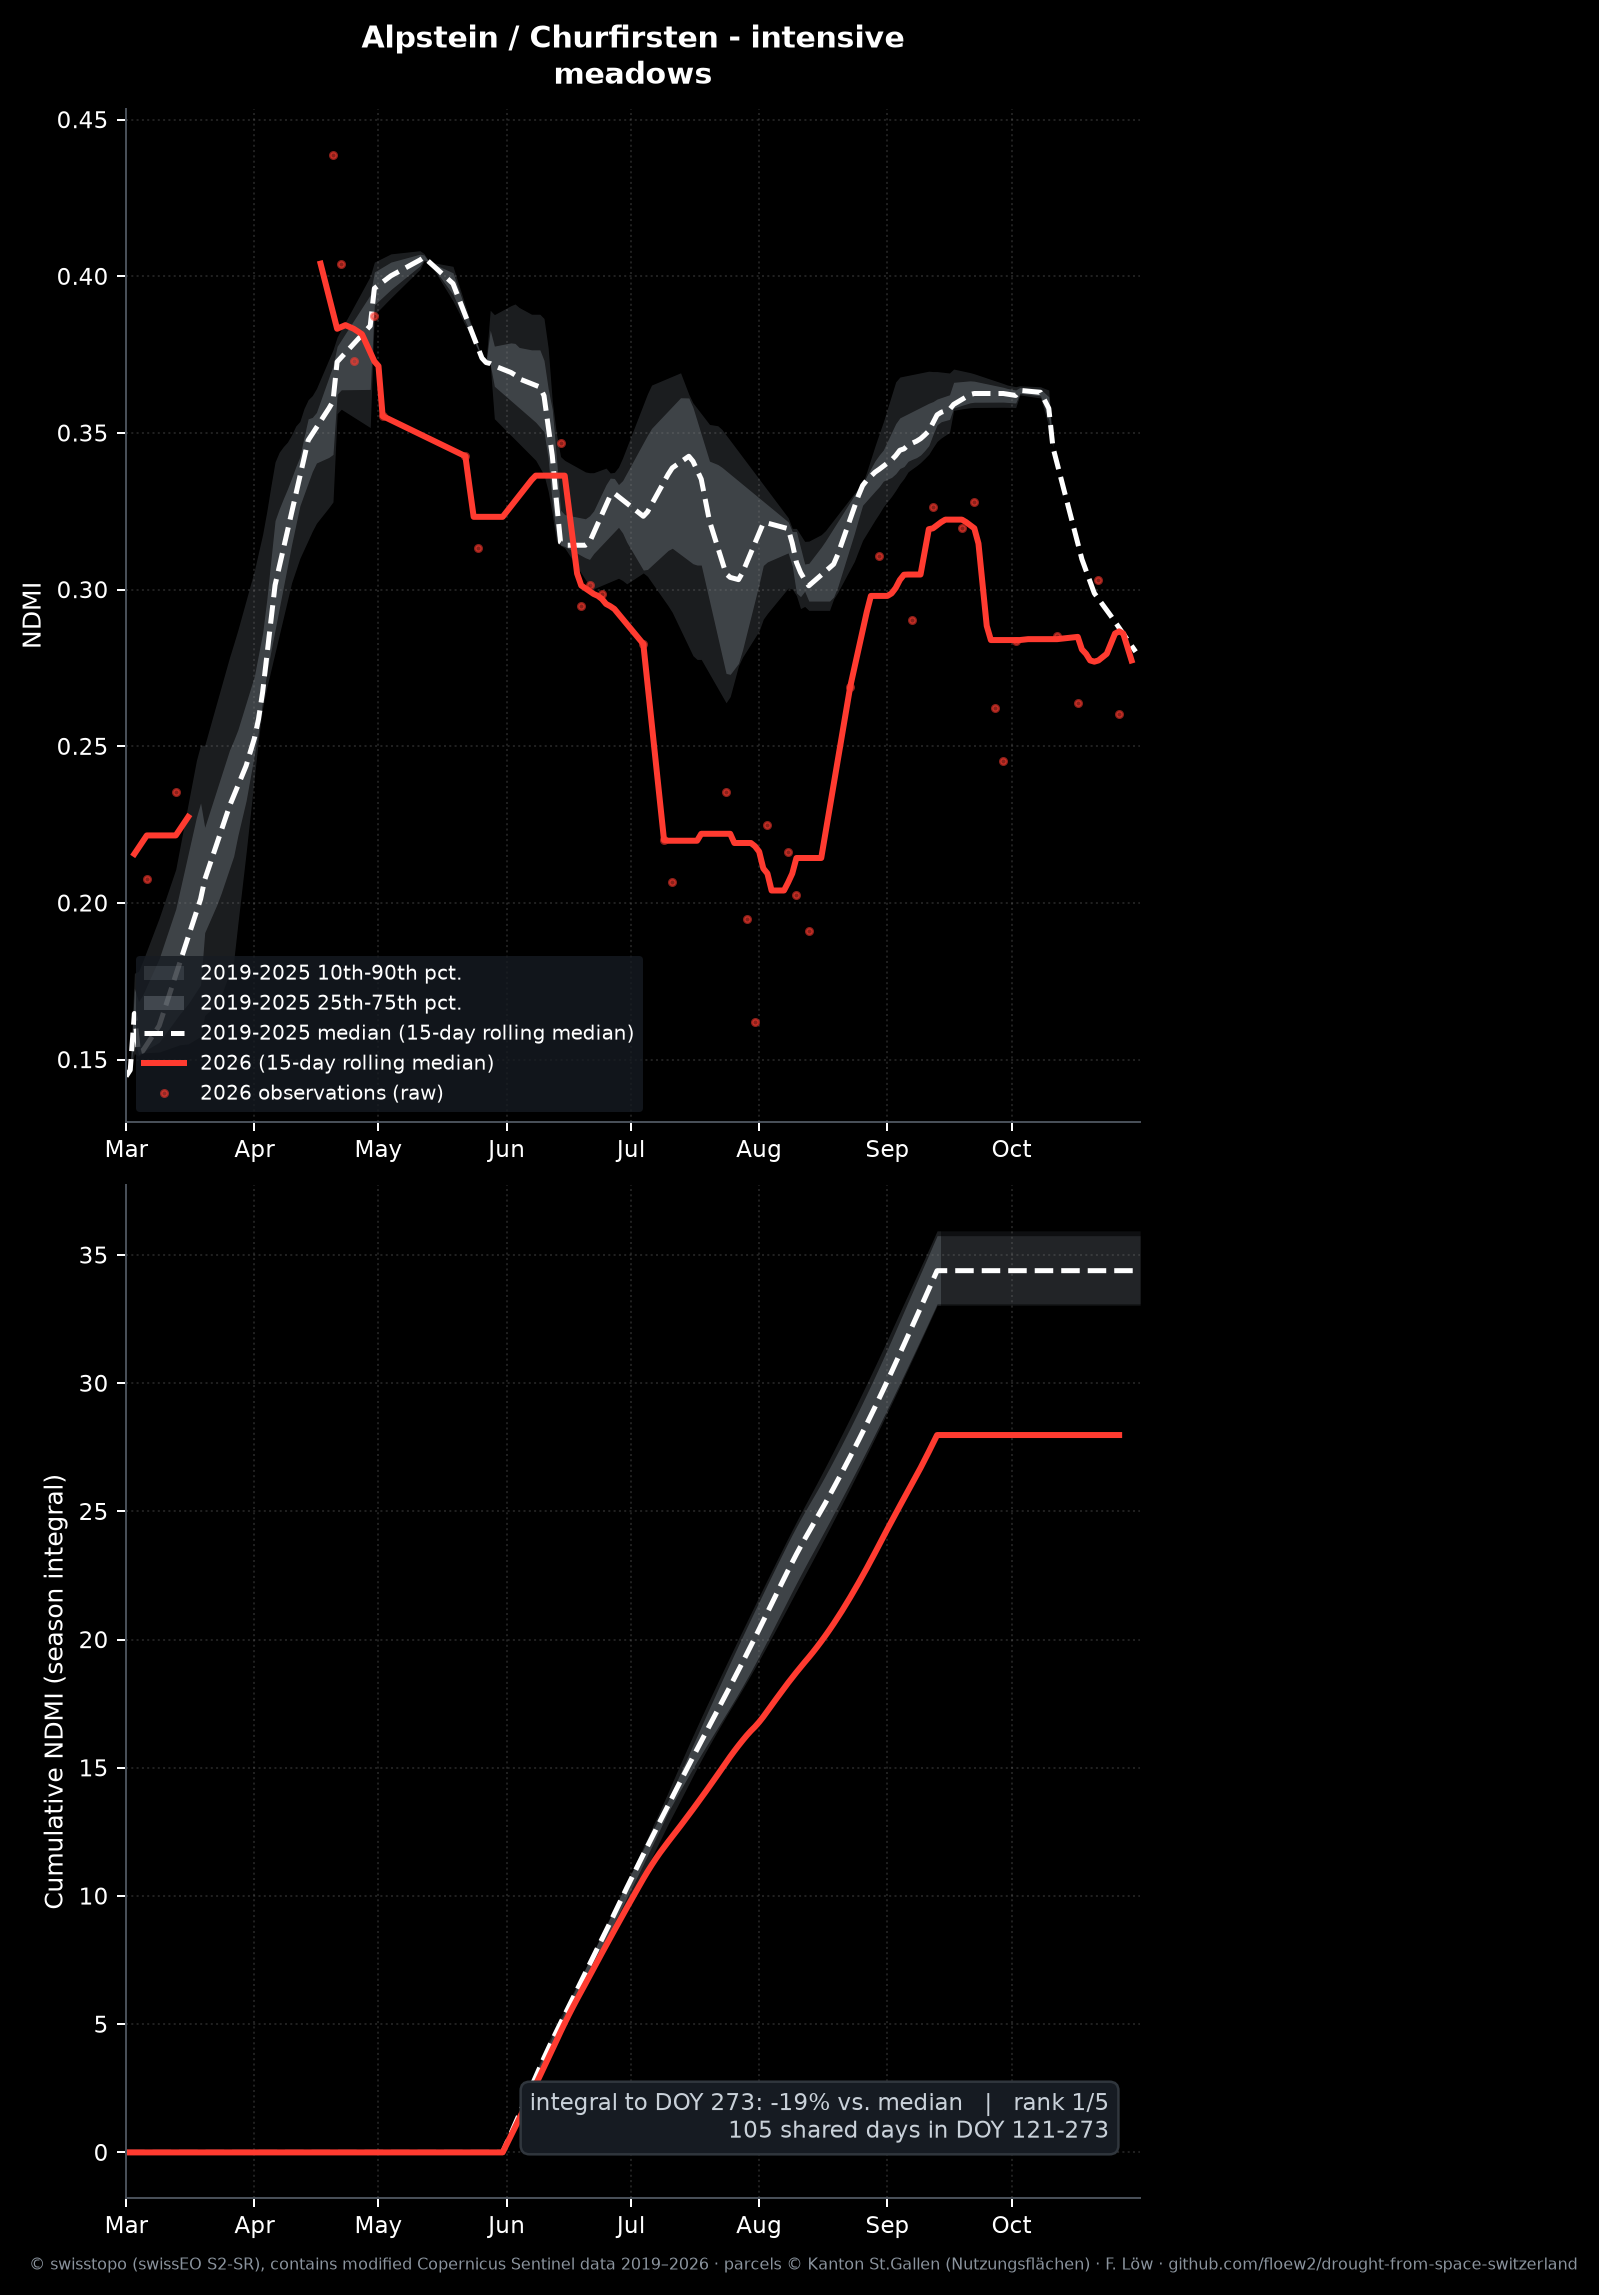 Alpstein / Churfirsten - intensive
meadows
0.45
0.40
0.35
0.30
0.25
0.20
0.15
NDMI
2019-2025 10th-90th pct.
2019-2025 25th-75th pct.
2019-2025 median (15-day rolling median)
2026 (15-day rolling median)
2026 observations (raw)
Mar Apr May Jun Jul Aug Sep Oct
35
30
25
20
15
10
5
0
Cumulative NDMI (season integral)
integral to DOY 273: -19% vs. median | rank 1/5
105 shared days in DOY 121-273
Mar Apr May Jun Jul Aug Sep Oct
© swisstopo (swissEO S2-SR), contains modified Copernicus Sentinel data 2019–2026 · parcels © Kanton St.Gallen (Nutzungsflächen) · F. Löw · github.com/floew2/drought-from-space-switzerland